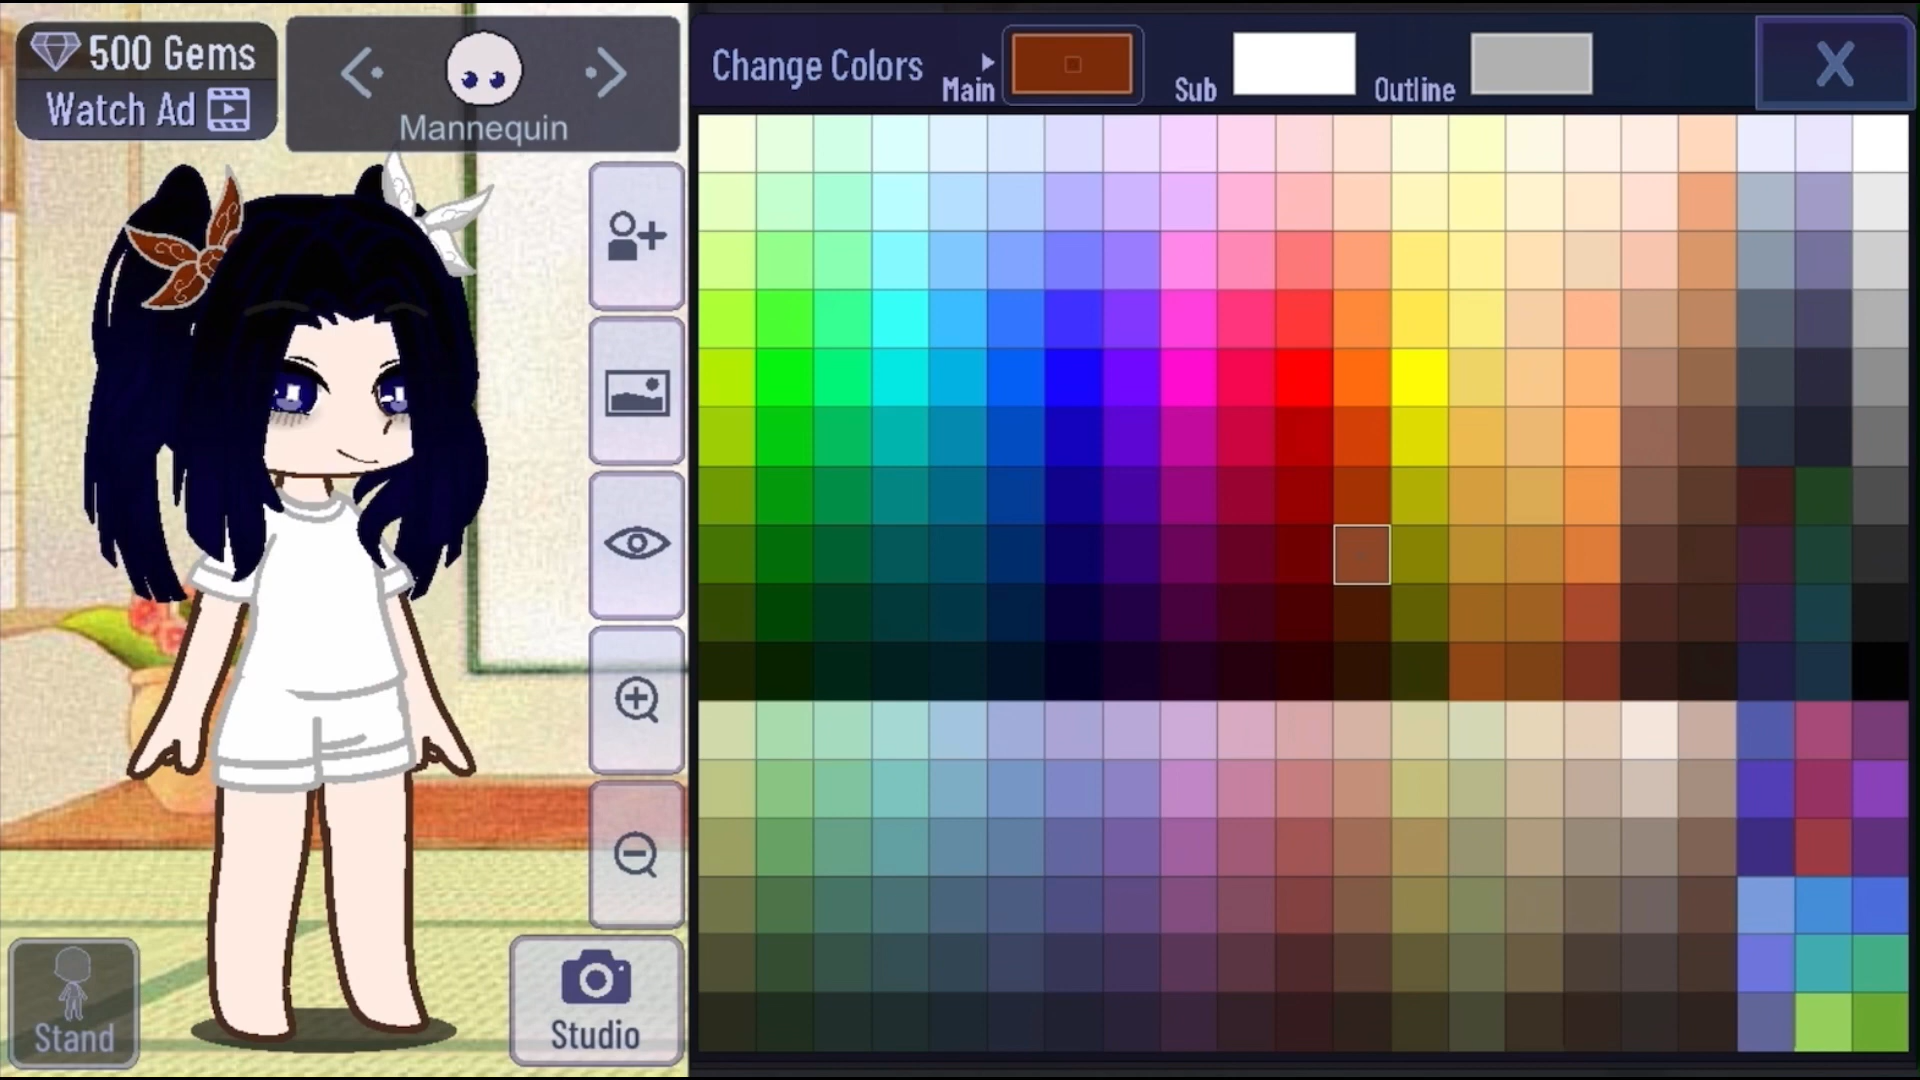 500 Gems
Watch Ad
Mannequin
Change Colors
Main
Sub
Outline
X
Stand
Studio